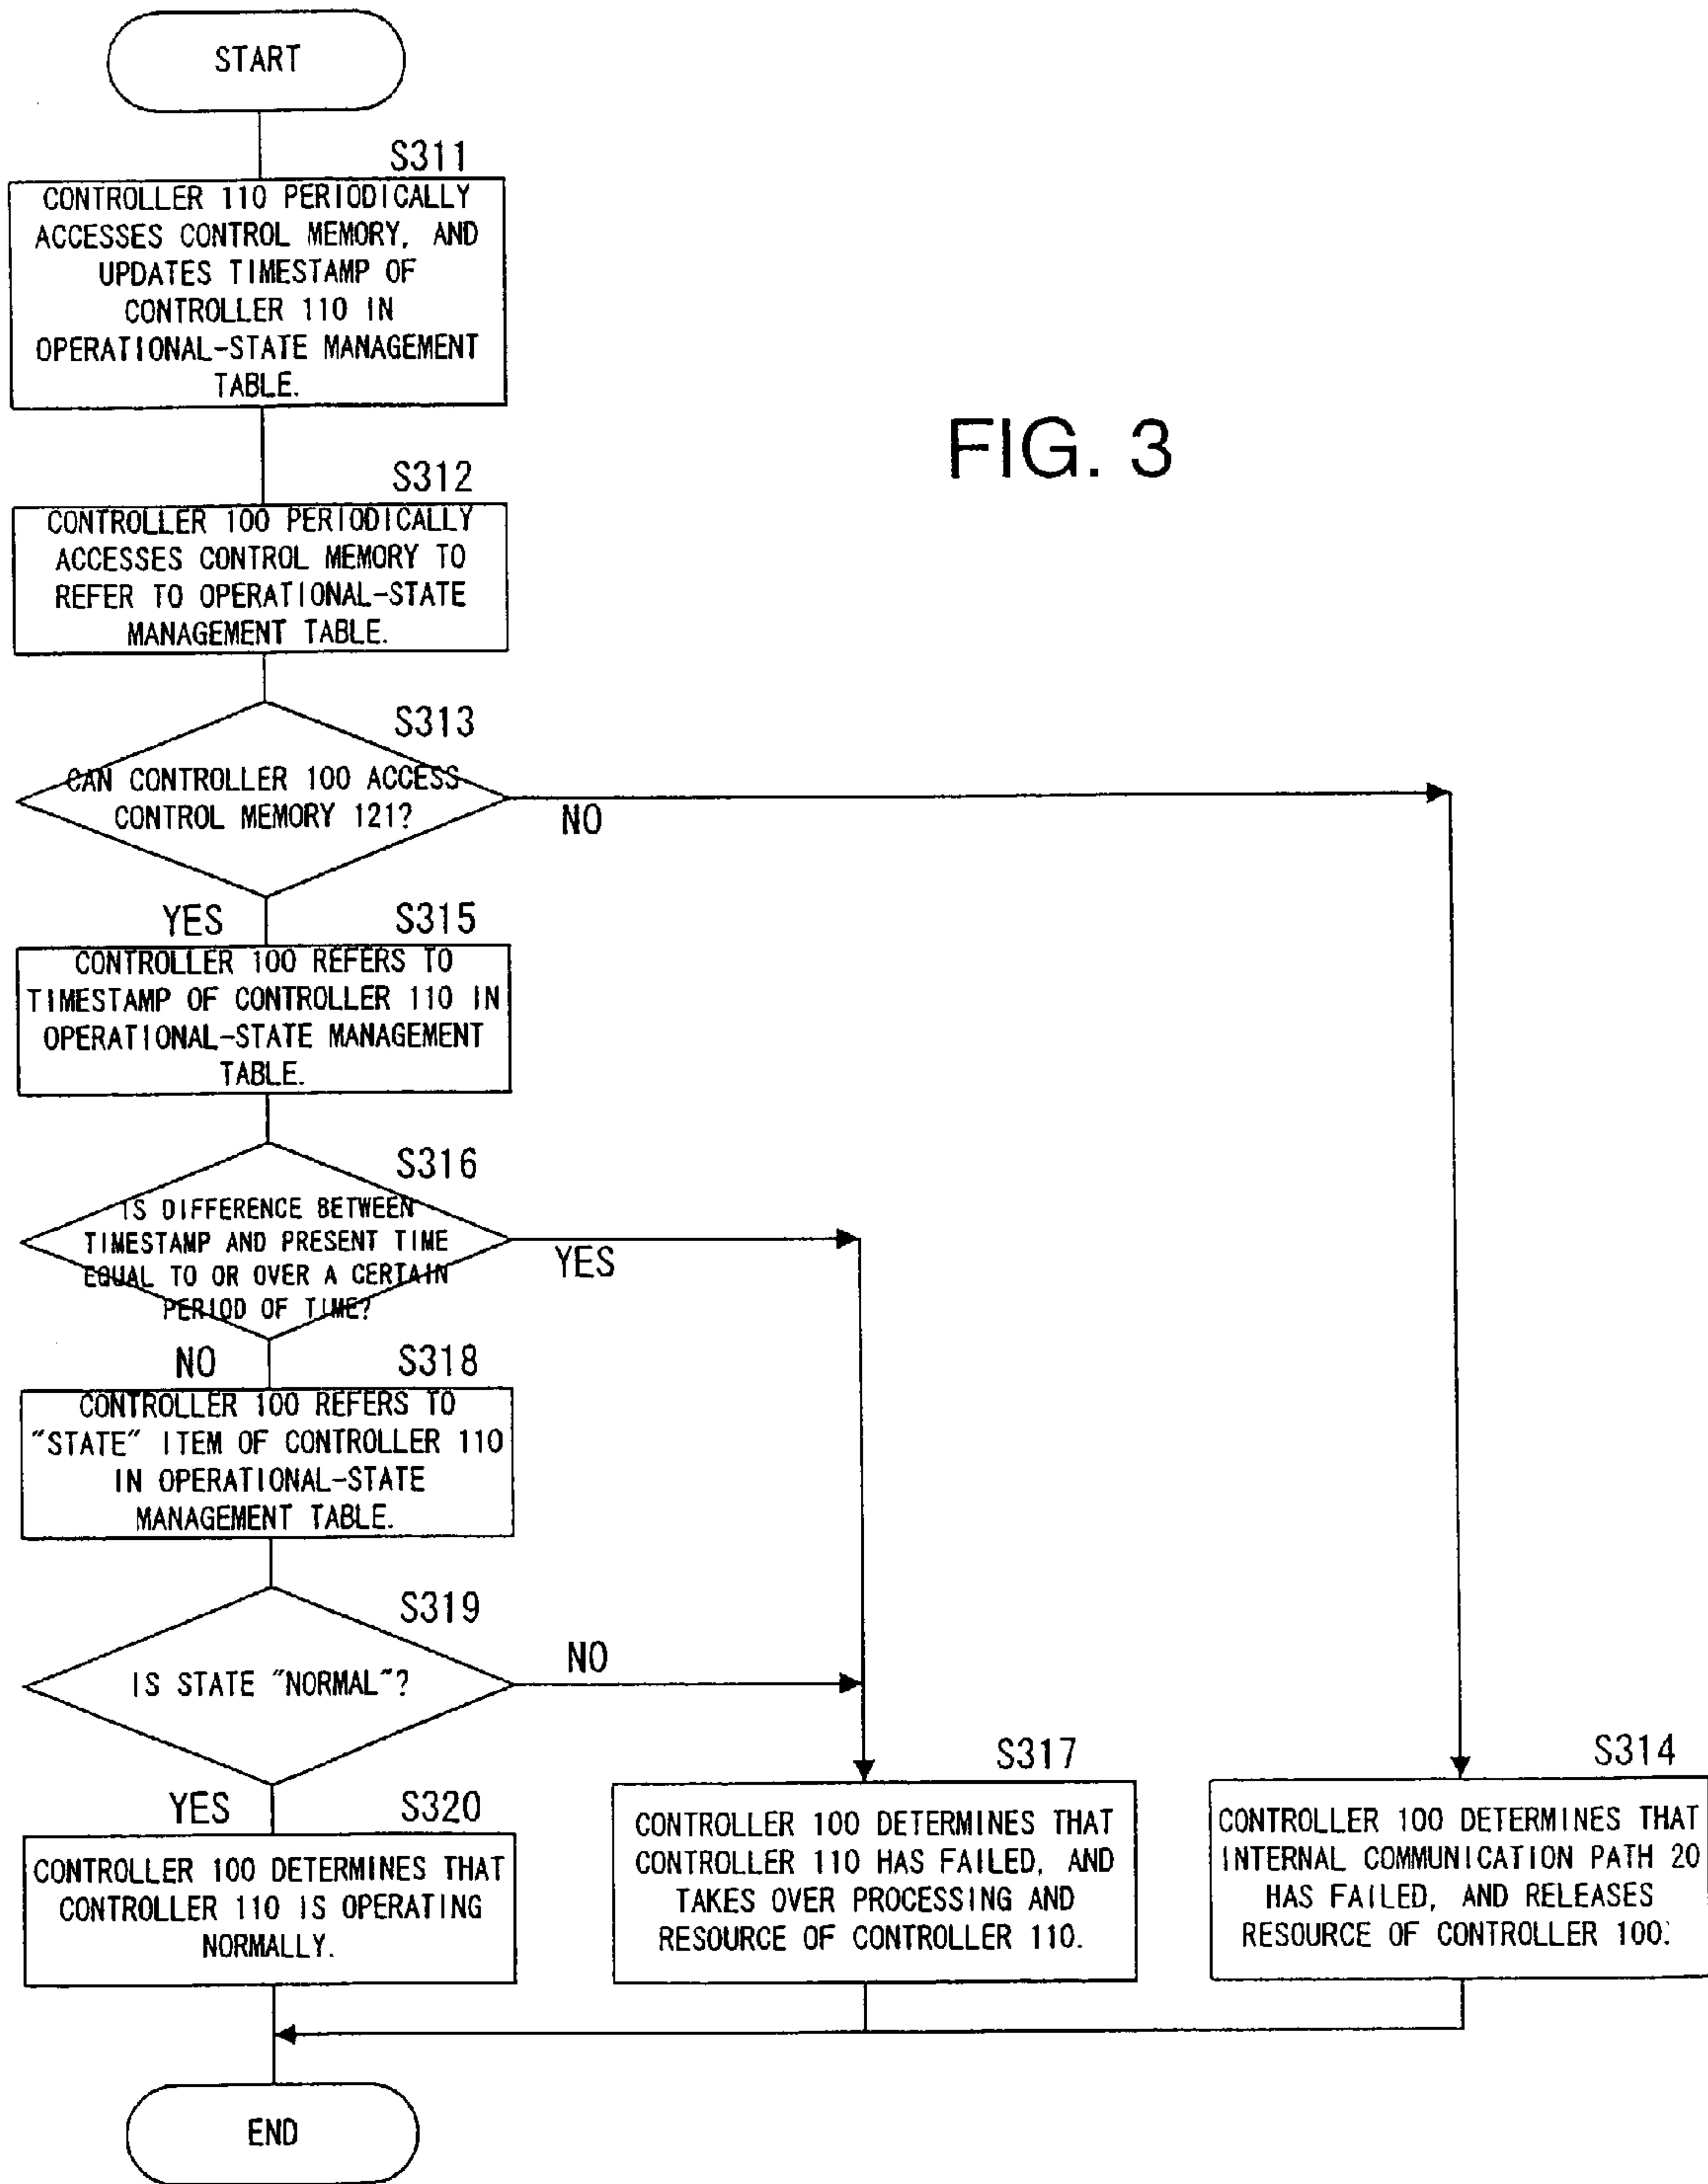 START
S311
CONTROLLER 110 PERIODICALLY
ACCESSES CONTROL MEMORY, AND
UPDATES TIMESTAMP OF
CONTROLLER 110 IN
OPERATIONAL-STATE MANAGEMENT
TABLE.
FIG. 3
S312
CONTROLLER 100 PERIODICALLY
ACCESSES CONTROL MEMORY TO
REFER TO OPERATIONAL-STATE
MANAGEMENT TABLE.
S313
CAN CONTROLLER 100 ACCESS
CONTROL MEMORY 121?
NO
YES
S315
CONTROLLER 100 REFERS TO
TIMESTAMP OF CONTROLLER 110 IN
OPERATIONAL-STATE MANAGEMENT
TABLE.
S316
IS DIFFERENCE BETWEEN
TIMESTAMP AND PRESENT TIME
EQUAL TO OR OVER A CERTAIN
PERIOD OF TIME?
YES
NO
S318
CONTROLLER 100 REFERS TO
"STATE" ITEM OF CONTROLLER 110
IN OPERATIONAL-STATE
MANAGEMENT TABLE.
S319
IS STATE "NORMAL"?
NO
YES
S320
CONTROLLER 100 DETERMINES THAT
CONTROLLER 110 IS OPERATING
NORMALLY.
S317
CONTROLLER 100 DETERMINES THAT
CONTROLLER 110 HAS FAILED, AND
TAKES OVER PROCESSING AND
RESOURCE OF CONTROLLER 110.
S314
CONTROLLER 100 DETERMINES THAT
INTERNAL COMMUNICATION PATH 20
HAS FAILED, AND RELEASES
RESOURCE OF CONTROLLER 100.
END